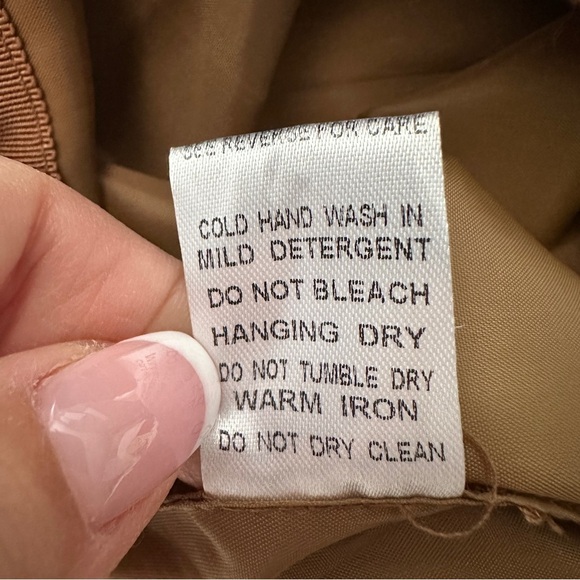 SEE REVERSE FOR CARE
COLD HAND WASH IN
MILD DETERGENT
DO NOT BLEACH
HANGING DRY
DO NOT TUMBLE DRY
WARM IRON
DO NOT DRY CLEAN